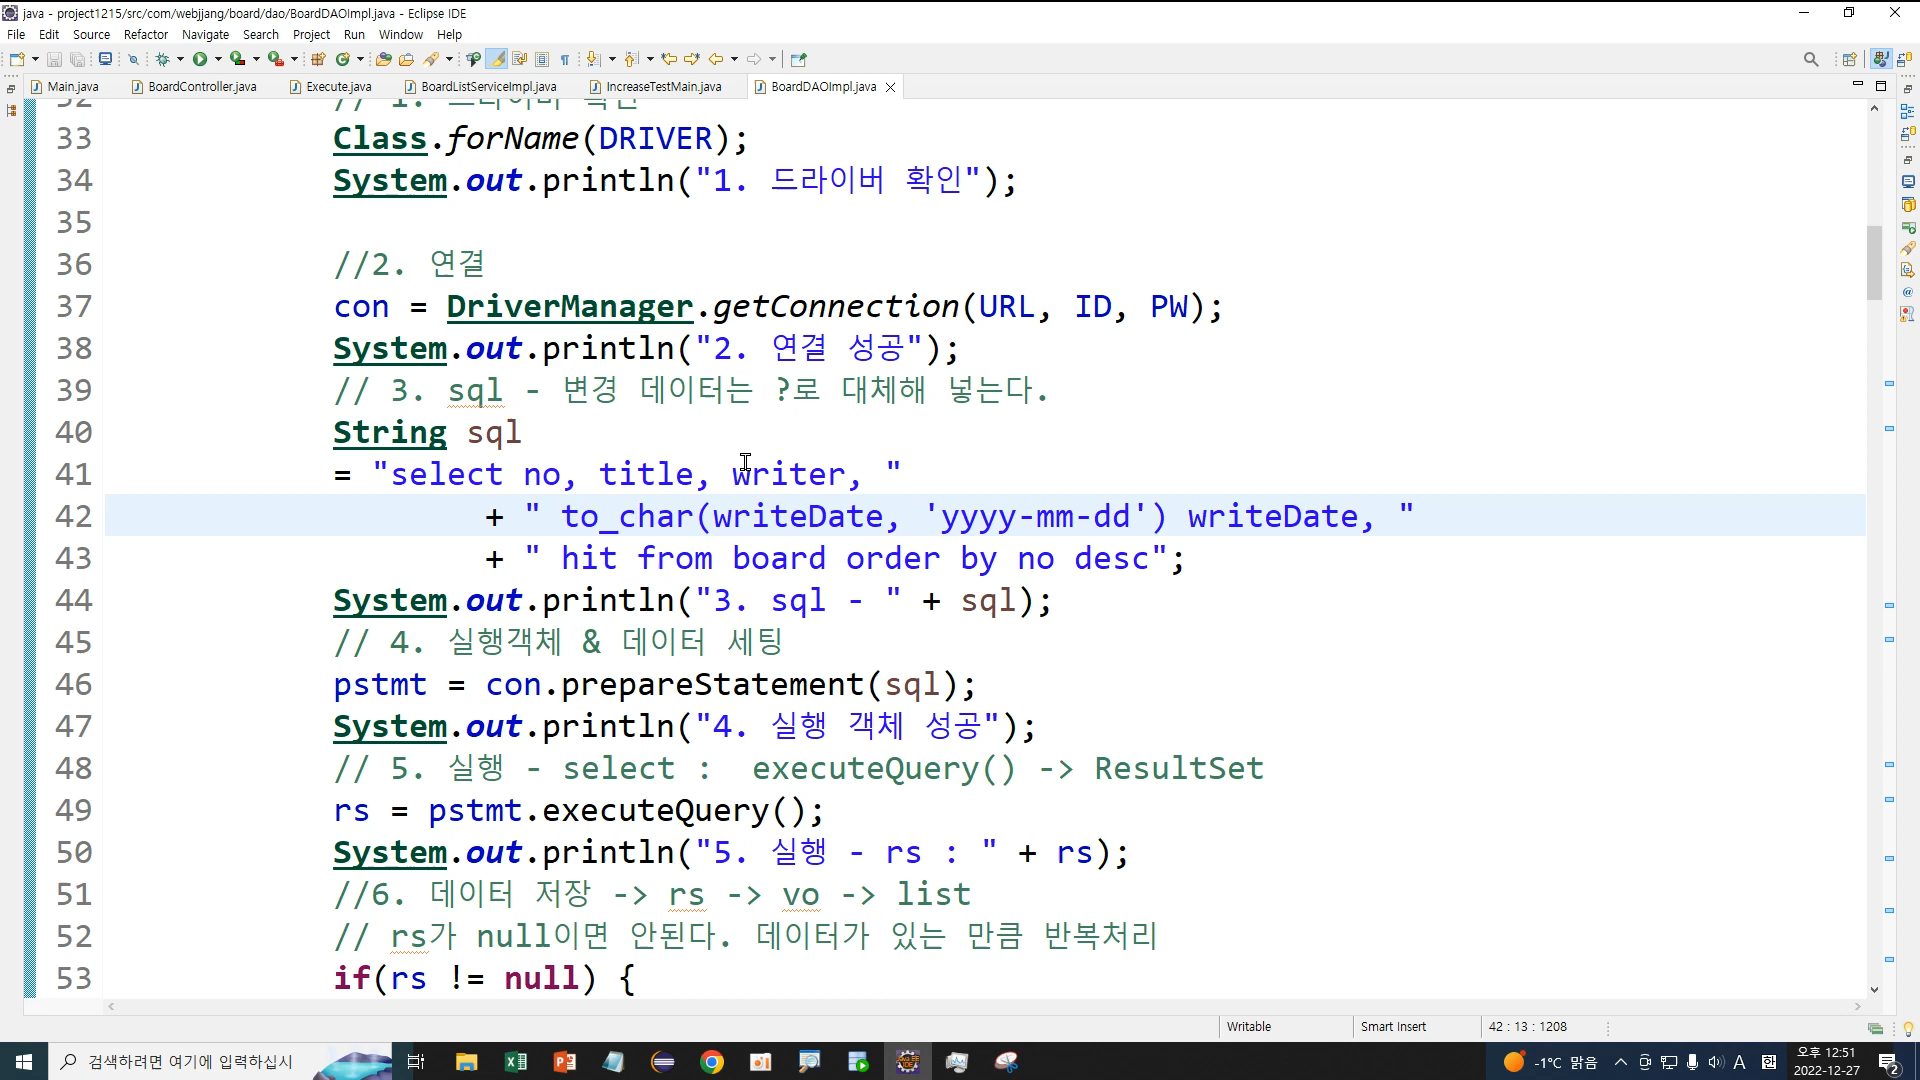 java - project1215/src/com/webjjang/board/dao/BoardDAOImpl.java - Eclipse IDE
File Edit Source Refactor Navigate Search Project Run Window Help
Main.java BoardController.java Execute.java BoardListServiceImpl.java IncreaseTestMain.java BoardDAOImpl.java
32 // 1. 드라이버 확인
33 Class.forName(DRIVER);
34 System.out.println("1. 드라이버 확인");
35
36 //2. 연결
37 con = DriverManager.getConnection(URL, ID, PW);
38 System.out.println("2. 연결 성공");
39 // 3. sql - 변경 데이터는 ?로 대체해 넣는다.
40 String sql
41 = "select no, title, writer, "
42 + " to_char(writeDate, 'yyyy-mm-dd') writeDate, "
43 + " hit from board order by no desc";
44 System.out.println("3. sql - " + sql);
45 // 4. 실행객체 & 데이터 세팅
46 pstmt = con.prepareStatement(sql);
47 System.out.println("4. 실행 객체 성공");
48 // 5. 실행 - select :  executeQuery() -> ResultSet
49 rs = pstmt.executeQuery();
50 System.out.println("5. 실행 - rs : " + rs);
51 //6. 데이터 저장 -> rs -> vo -> list
52 // rs가 null이면 안된다. 데이터가 있는 만큼 반복처리
53 if(rs != null) {
Writable Smart Insert 42 : 13 : 1208
검색하려면 여기에 입력하십시 -1°C 맑음 A 오후 12:51
2022-12-27 2